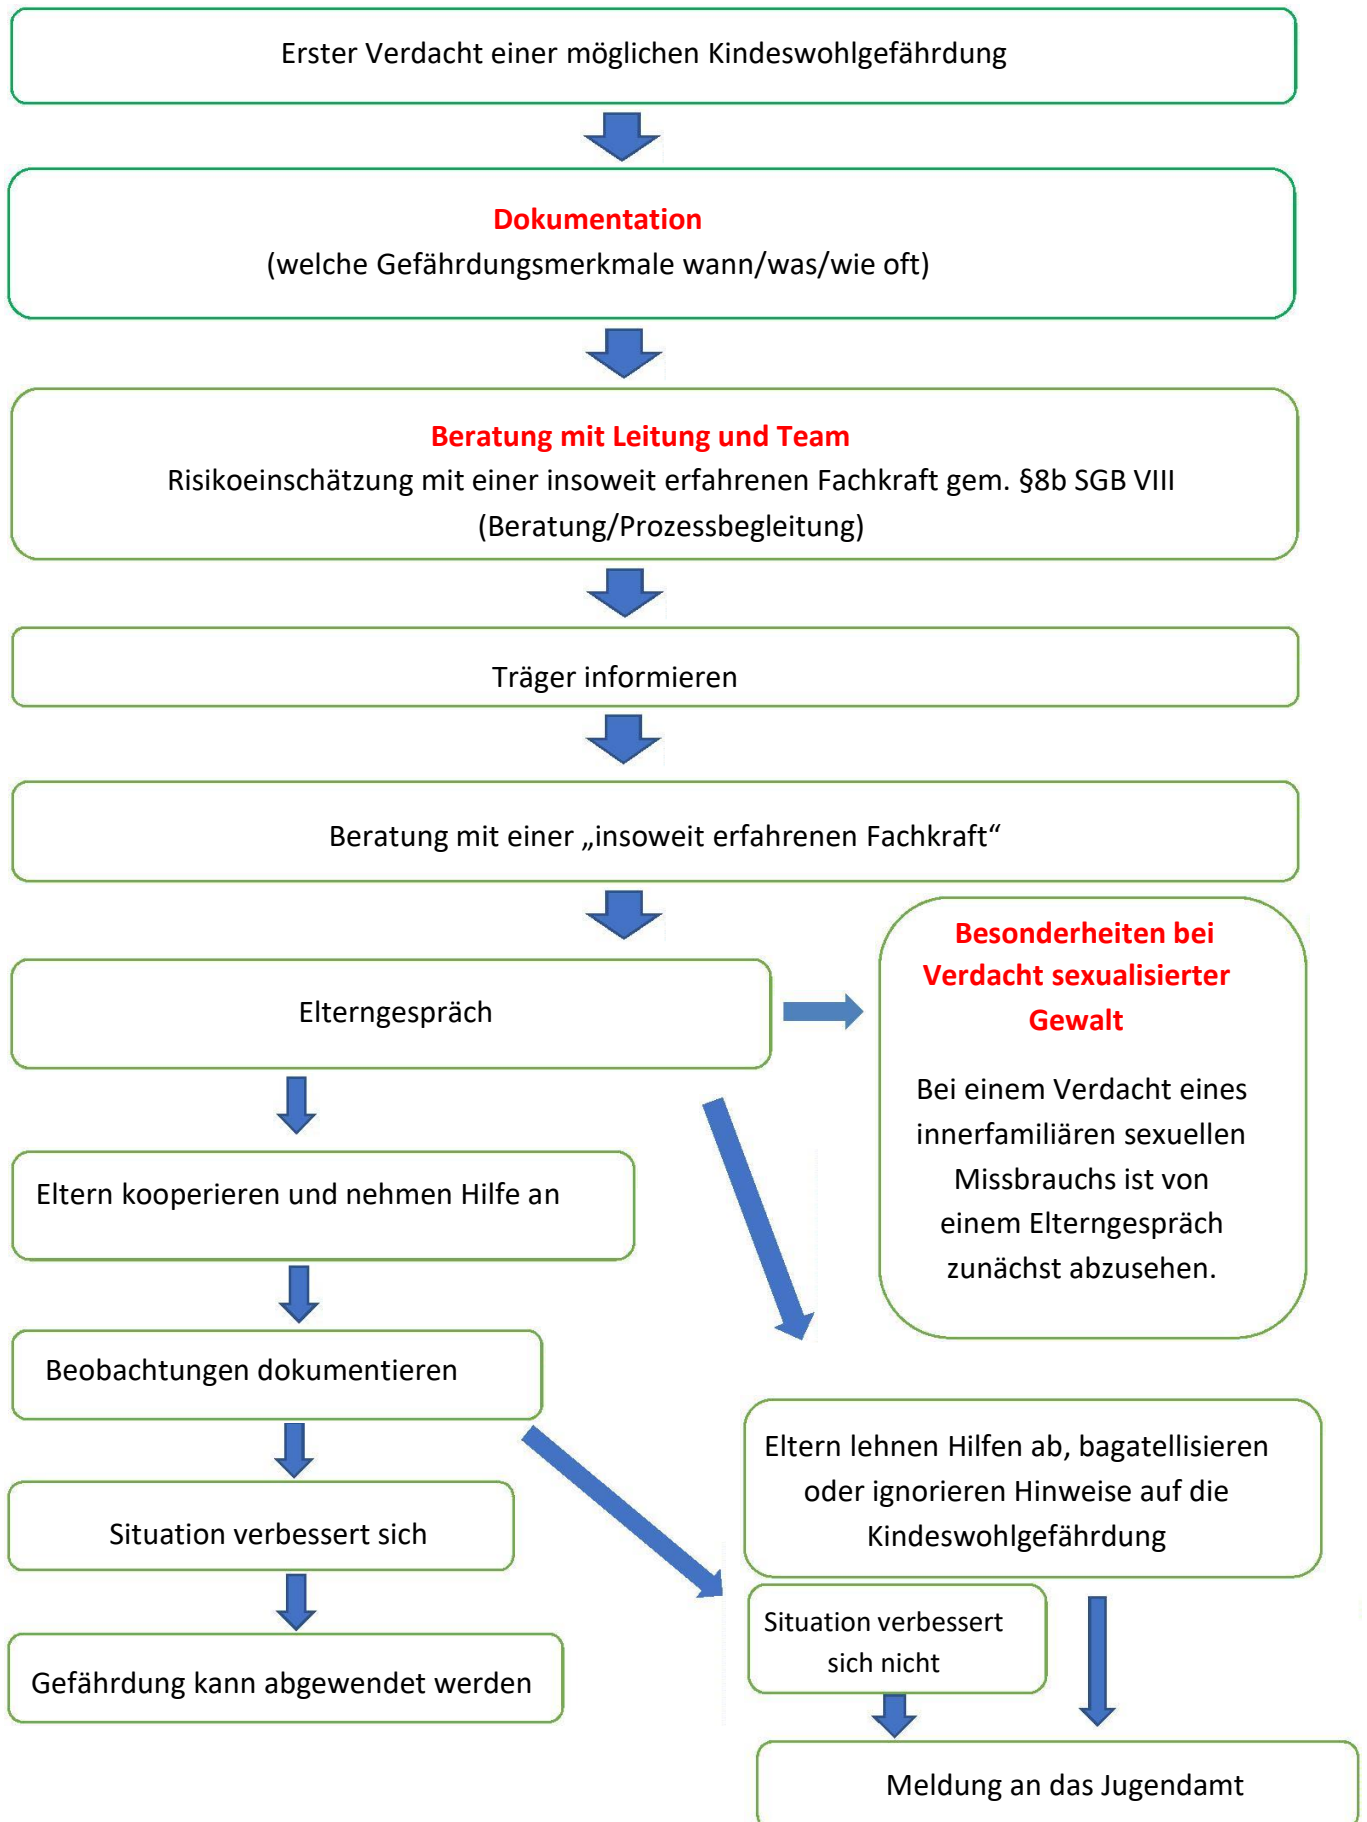 Erster Verdacht einer möglichen Kindeswohlgefährdung
Dokumentation
(welche Gefährdungsmerkmale wann/was/wie oft)
Beratung mit Leitung und Team
Risikoeinschätzung mit einer insoweit erfahrenen Fachkraft gem. §8b SGB VIII
(Beratung/Prozessbegleitung)
Träger informieren
Beratung mit einer „insoweit erfahrenen Fachkraft“
Elterngespräch
Besonderheiten bei
Verdacht sexualisierter
Gewalt
Bei einem Verdacht eines
innerfamiliären sexuellen
Missbrauchs ist von
einem Elterngespräch
zunächst abzusehen.
Eltern kooperieren und nehmen Hilfe an
Beobachtungen dokumentieren
Situation verbessert sich
Gefährdung kann abgewendet werden
Eltern lehnen Hilfen ab, bagatellisieren
oder ignorieren Hinweise auf die
Kindeswohlgefährdung
Situation verbessert
sich nicht
Meldung an das Jugendamt